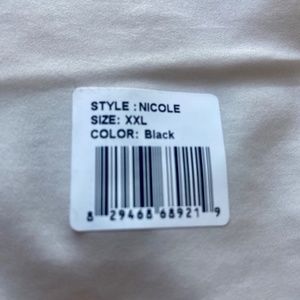 STYLE : NICOLE
SIZE: XXL
COLOR: Black
8 29468 68921 9